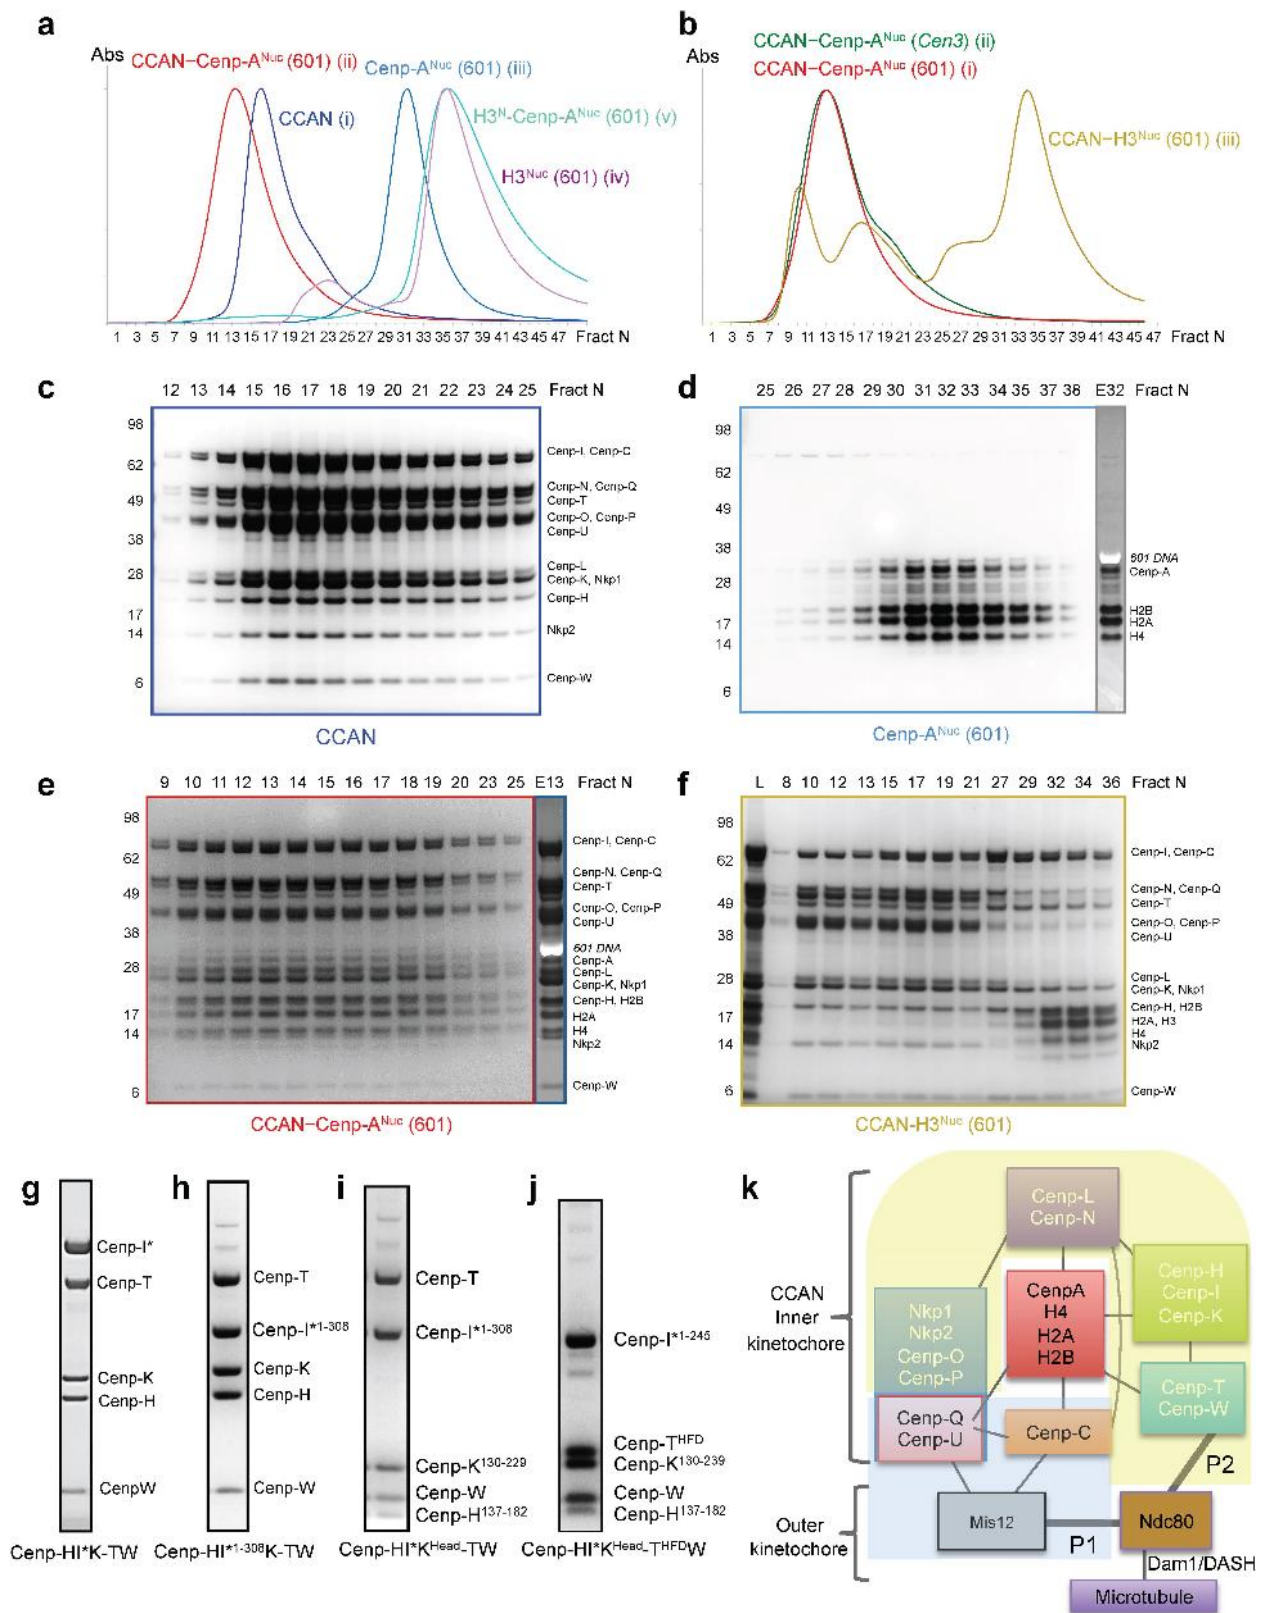 a
Abs
CCAN–Cenp-A^Nuc (601) (ii)
Cenp-A^Nuc (601) (iii)
CCAN (i)
H3^N-Cenp-A^Nuc (601) (v)
H3^Nuc (601) (iv)
1 3 5 7 9 11 13 15 17 19 21 23 25 27 29 31 33 35 37 39 41 43 45 47 Fract N
b
CCAN–Cenp-A^Nuc (Cen3) (ii)
Abs
CCAN–Cenp-A^Nuc (601) (i)
CCAN–H3^Nuc (601) (iii)
1 3 5 7 9 11 13 15 17 19 21 23 25 27 29 31 33 35 37 39 41 43 45 47 Fract N
c
12 13 14 15 16 17 18 19 20 21 22 23 24 25 Fract N
98
62
49
38
28
17
14
6
Cenp-I, Cenp-C
Cenp-N, Cenp-Q
Cenp-T
Cenp-O, Cenp-P
Cenp-U
Cenp-L
Cenp-K, Nkp1
Cenp-H
Nkp2
Cenp-W
CCAN
d
25 26 27 28 29 30 31 32 33 34 35 37 38 E32 Fract N
98
62
49
38
28
17
14
6
601 DNA
Cenp-A
H2B
H2A
H4
Cenp-A^Nuc (601)
e
9 10 11 12 13 14 15 16 17 18 19 20 23 25 E13 Fract N
98
62
49
38
28
17
14
6
Cenp-I, Cenp-C
Cenp-N, Cenp-Q
Cenp-T
Cenp-O, Cenp-P
Cenp-U
601 DNA
Cenp-A
Cenp-L
Cenp-K, Nkp1
Cenp-H, H2B
H2A
H4
Nkp2
Cenp-W
CCAN–Cenp-A^Nuc (601)
f
L 8 10 12 13 15 17 19 21 27 29 32 34 36 Fract N
98
62
49
38
28
17
14
6
Cenp-I, Cenp-C
Cenp-N, Cenp-Q
Cenp-T
Cenp-O, Cenp-P
Cenp-U
Cenp-L
Cenp-K, Nkp1
Cenp-H, H2B
H2A, H3
H4
Nkp2
Cenp-W
CCAN-H3^Nuc (601)
g
Cenp-I*
Cenp-T
Cenp-K
Cenp-H
CenpW
Cenp-HI*K-TW
h
Cenp-T
Cenp-I*^1-308
Cenp-K
Cenp-H
Cenp-W
Cenp-HI*^1-308K-TW
i
Cenp-T
Cenp-I*^1-308
Cenp-K^130-229
Cenp-W
Cenp-H^137-182
Cenp-HI*K^Head-TW
j
Cenp-I*^1-245
Cenp-T^HFD
Cenp-K^130-239
Cenp-W
Cenp-H^137-182
Cenp-HI*K^Head-T^HFDW
k
CCAN
Inner
kinetochore
Outer
kinetochore
Cenp-L
Cenp-N
Cenp-H
Cenp-I
Cenp-K
CenpA
H4
H2A
H2B
Nkp1
Nkp2
Cenp-O
Cenp-P
Cenp-T
Cenp-W
Cenp-Q
Cenp-U
Cenp-C
P2
Mis12
P1
Ndc80
Dam1/DASH
Microtubule